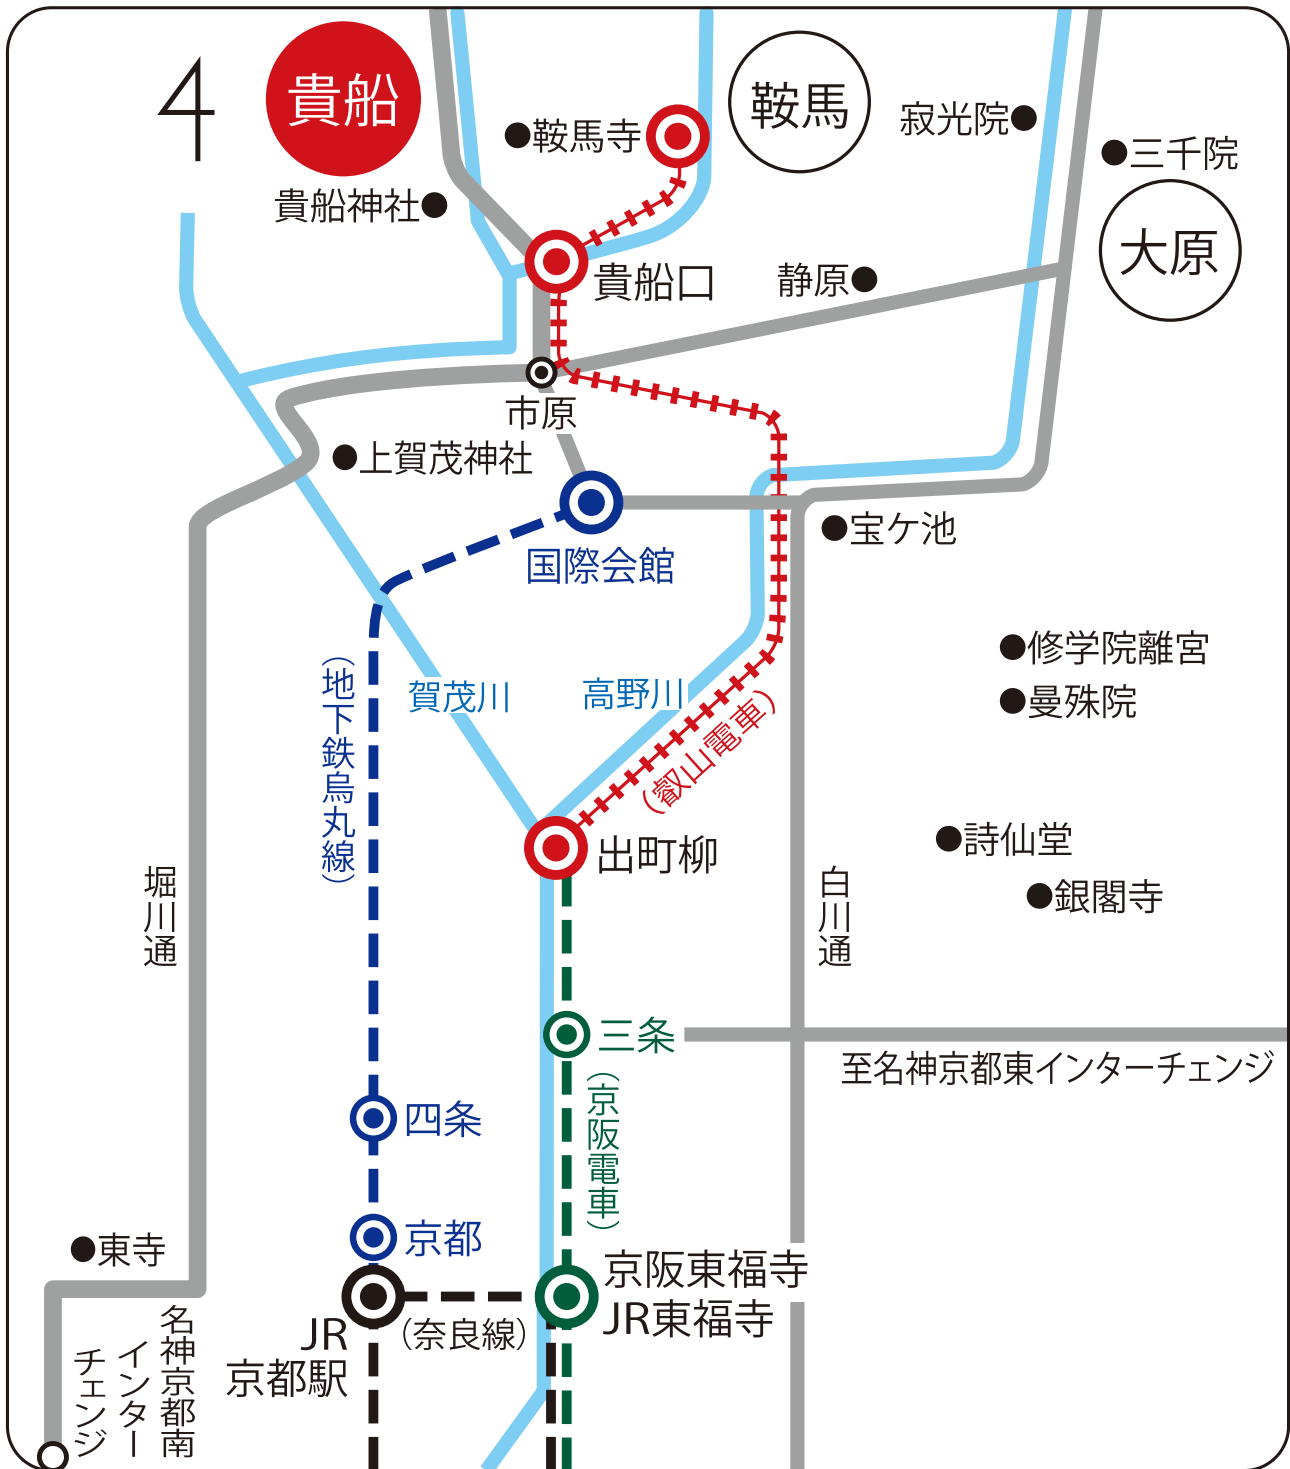 4
貴船
鞍馬
●鞍馬寺
寂光院●
●三千院
貴船神社●
大原
貴船口
静原●
市原
●上賀茂神社
●宝ケ池
国際会館
●修学院離宮
(地下鉄烏丸線)
賀茂川
高野川
●曼殊院
(叡山電車)
出町柳
●詩仙堂
堀川通
白川通
●銀閣寺
三条
至名神京都東インターチェンジ
(京阪電車)
四条
京都
●東寺
京阪東福寺
JR東福寺
JR
京都駅
(奈良線)
名神京都南
インター
チェンジ